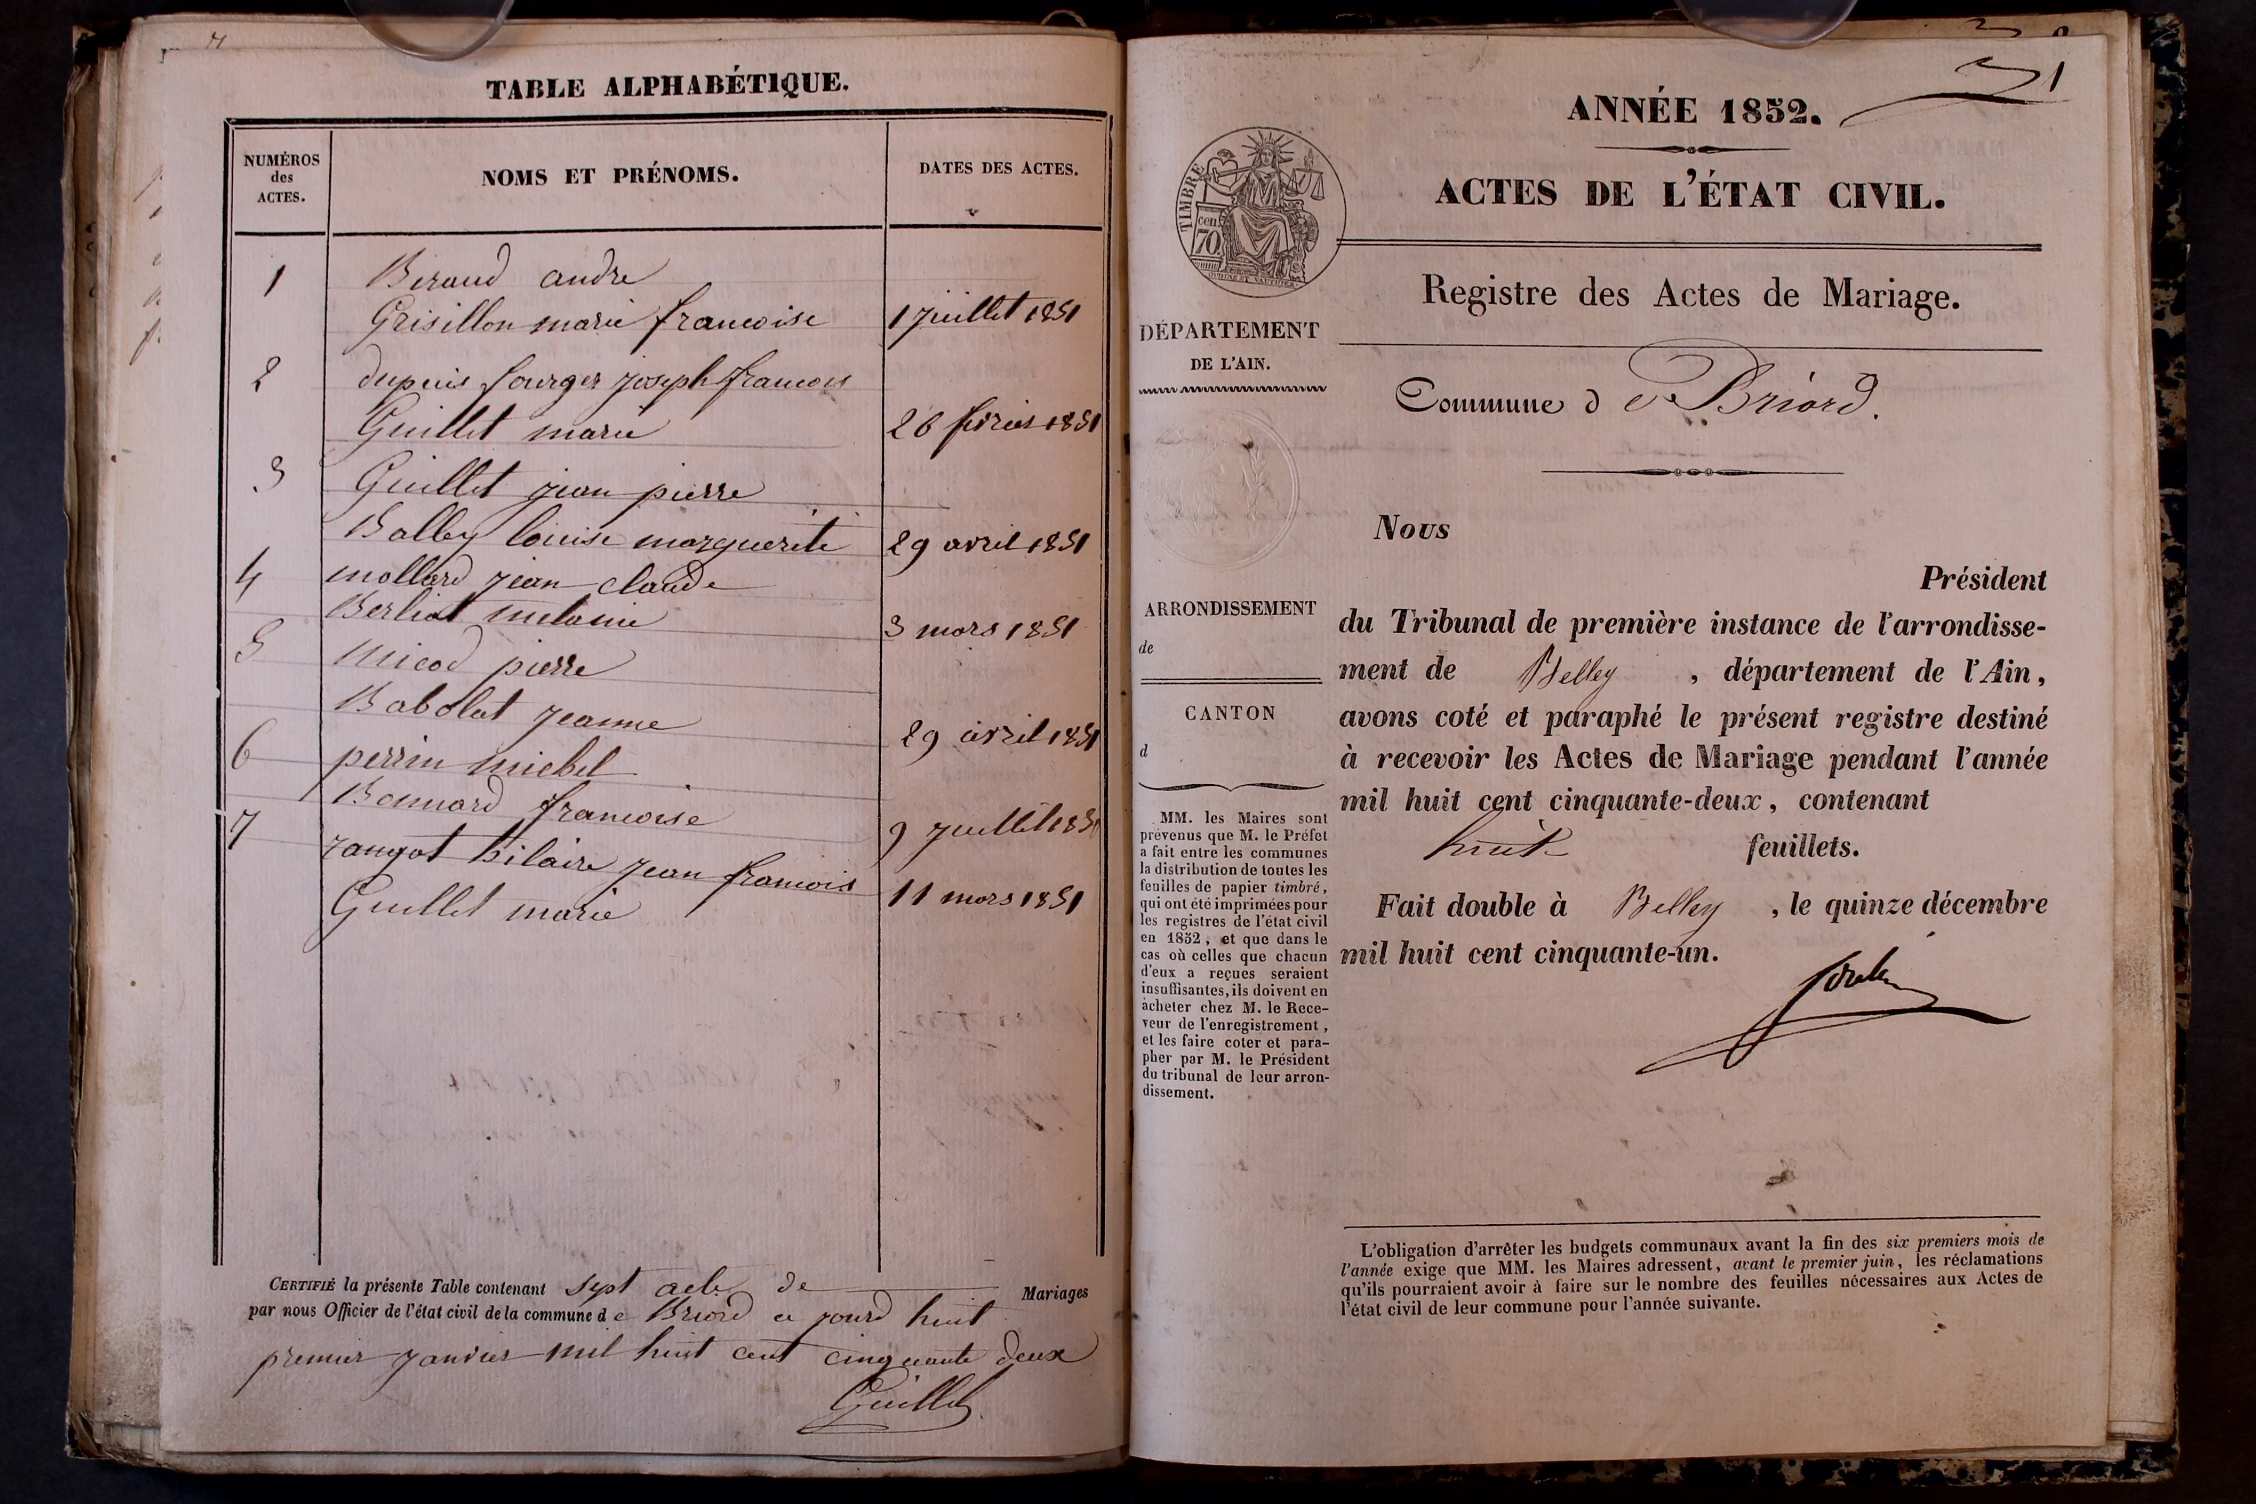 TABLE ALPHABÉTIQUE.
NUMÉROS
des
ACTES.
NOMS ET PRÉNOMS.
DATES DES ACTES.
1 Beraud andre
Grisillon marie francoise 1 juillet 1851
2 dupuis fourger joseph francois
Guillet marie 26 fevrier 1851
3 Guillet jean pierre
Balley louise marguerite 29 avril 1851
4 mollard jean claude
Berliat melanie 3 mars 1851
5 micod pierre
Babolat jeanne 29 avril 1851
6 perrin michel
Bonnard francoise 9 juillet 1851
7 rangot hilaire jean francois
Guillet marie 11 mars 1851
CERTIFIÉ la présente Table contenant sept acte de Mariages
par nous Officier de l'état civil de la commune de Briord ce jourd huit
premier janvier mil huit cent cinquante deux
Guillet
1
ANNÉE 1852.
ACTES DE L'ÉTAT CIVIL.
TIMBRE
cen
70
Registre des Actes de Mariage.
DÉPARTEMENT
DE L'AIN.
Commune de Briord.
ARRONDISSEMENT
de
CANTON
d
MM. les Maires sont
prévenus que M. le Préfet
a fait entre les communes
la distribution de toutes les
feuilles de papier timbré,
qui ont été imprimées pour
les registres de l'état civil
en 1852, et que dans le
cas où celles que chacun
d'eux a reçues seraient
insuffisantes, ils doivent en
acheter chez M. le Rece-
veur de l'enregistrement,
et les faire coter et para-
pher par M. le Président
du tribunal de leur arron-
dissement.
Nous
Président
du Tribunal de première instance de l'arrondisse-
ment de Belley, département de l'Ain,
avons coté et paraphé le présent registre destiné
à recevoir les Actes de Mariage pendant l'année
mil huit cent cinquante-deux, contenant
huit feuillets.
Fait double à Belley, le quinze décembre
mil huit cent cinquante-un.
L'obligation d'arrêter les budgets communaux avant la fin des six premiers mois de
l'année exige que MM. les Maires adressent, avant le premier juin, les réclamations
qu'ils pourraient avoir à faire sur le nombre des feuilles nécessaires aux Actes de
l'état civil de leur commune pour l'année suivante.